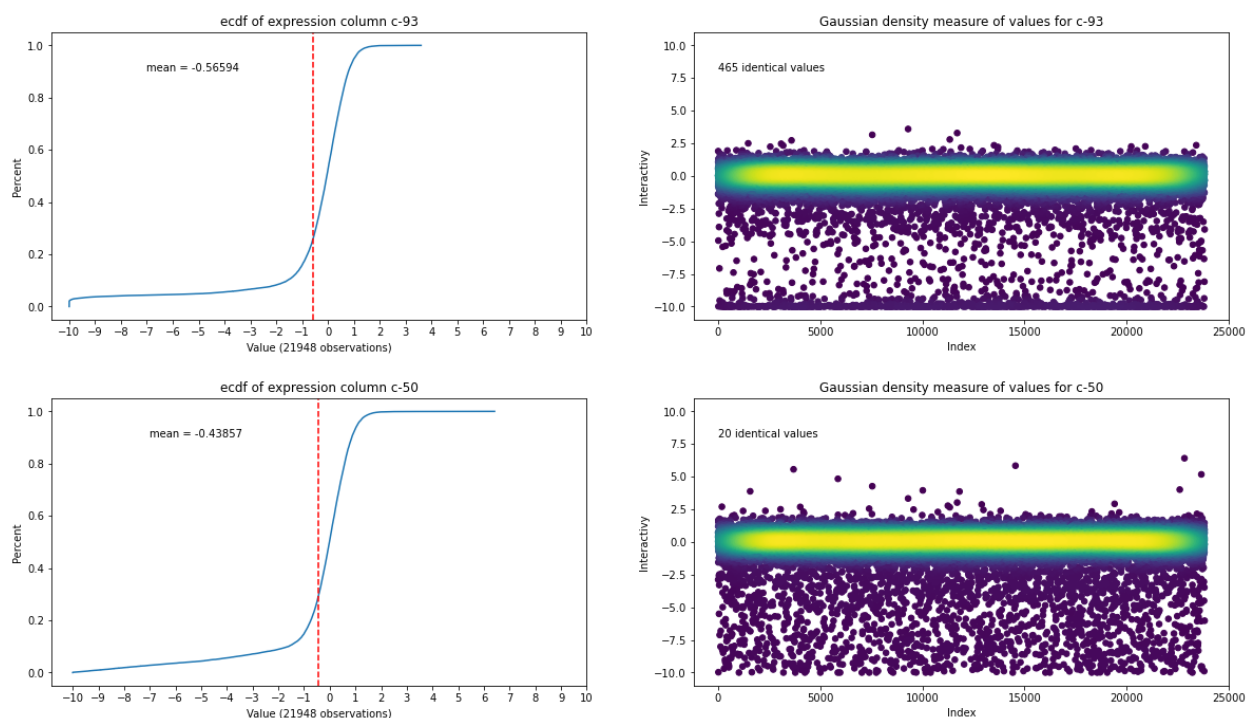 ecdf of expression column c-93
mean = -0.56594
Percent
1.0
0.8
0.6
0.4
0.2
0.0
−10 −9 −8 −7 −6 −5 −4 −3 −2 −1 0 1 2 3 4 5 6 7 8 9 10
Value (21948 observations)
Gaussian density measure of values for c-93
465 identical values
Interactivy
10.0
7.5
5.0
2.5
0.0
−2.5
−5.0
−7.5
−10.0
0 5000 10000 15000 20000 25000
Index
ecdf of expression column c-50
mean = -0.43857
Percent
1.0
0.8
0.6
0.4
0.2
0.0
−10 −9 −8 −7 −6 −5 −4 −3 −2 −1 0 1 2 3 4 5 6 7 8 9 10
Value (21948 observations)
Gaussian density measure of values for c-50
20 identical values
Interactivy
10.0
7.5
5.0
2.5
0.0
−2.5
−5.0
−7.5
−10.0
0 5000 10000 15000 20000 25000
Index